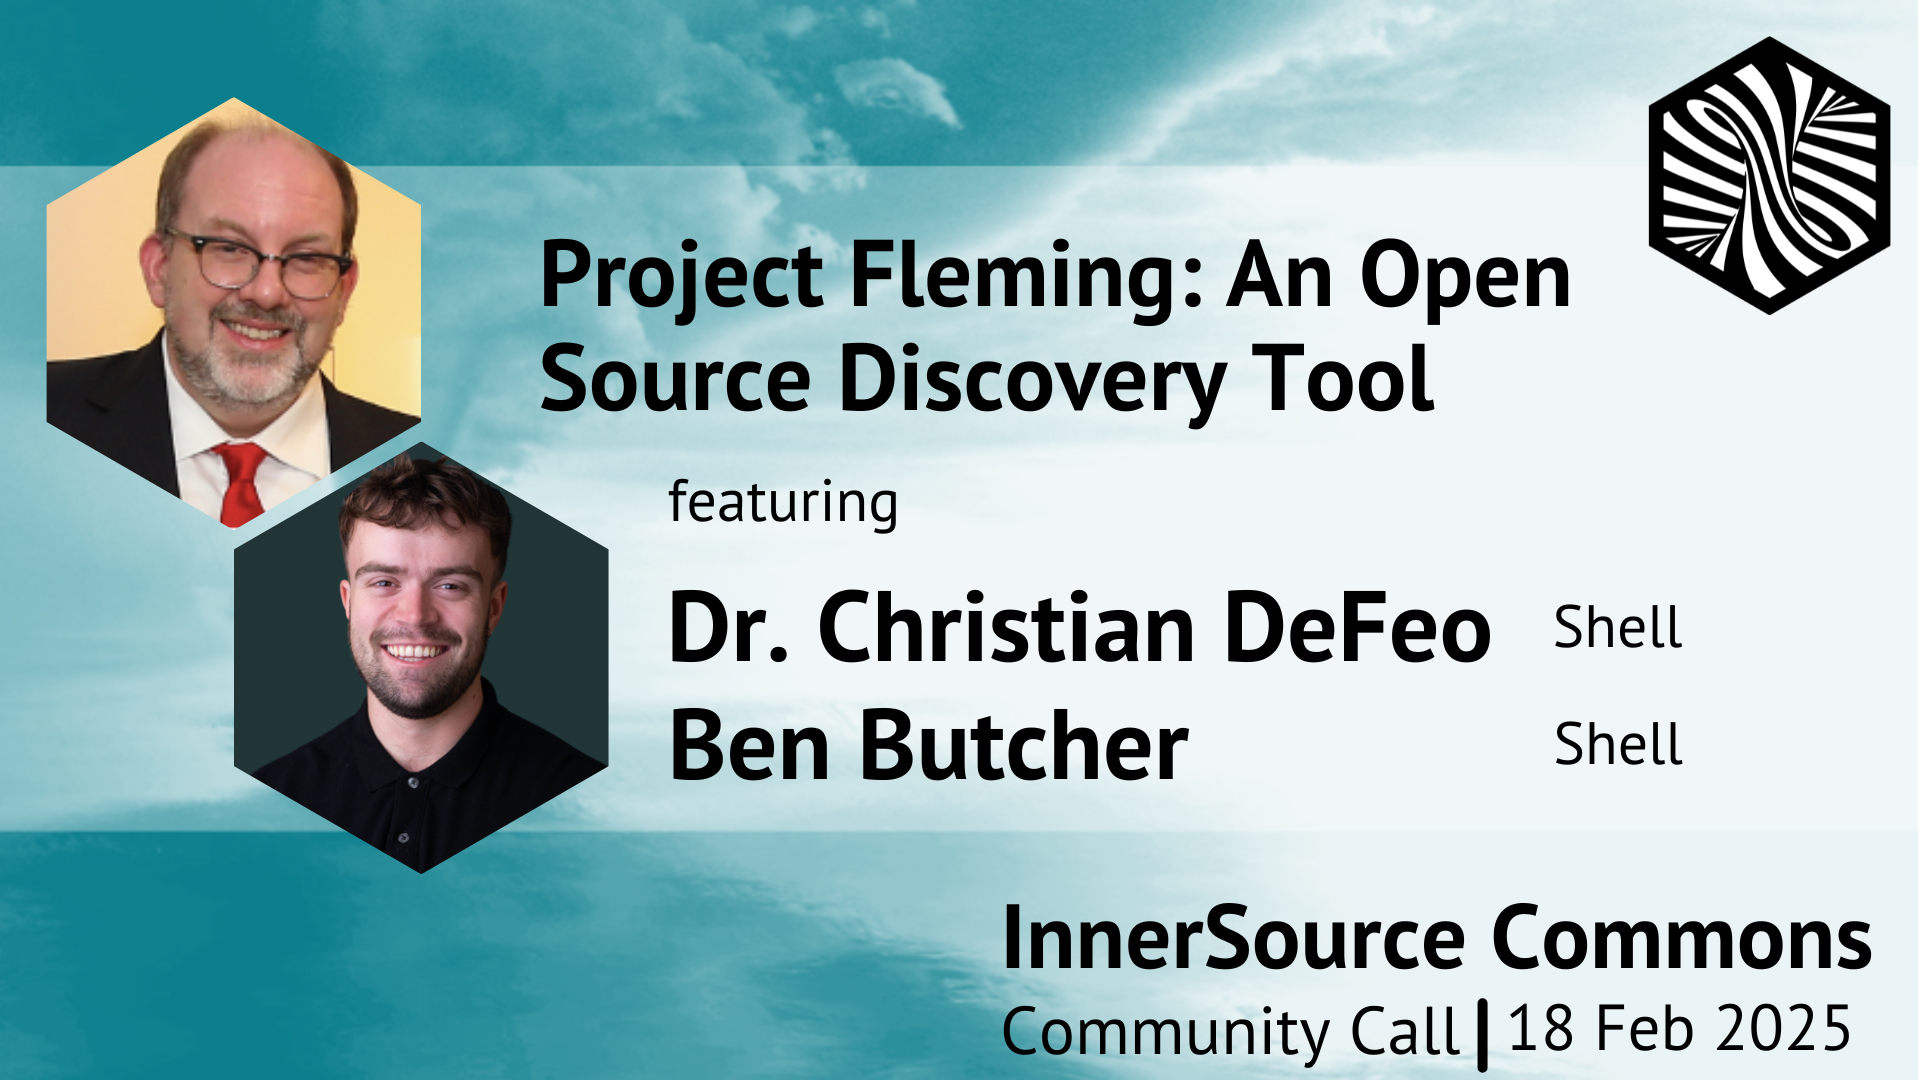 Project Fleming: An Open
Source Discovery Tool
featuring
Dr. Christian DeFeo Shell
Ben Butcher Shell
InnerSource Commons
Community Call | 18 Feb 2025